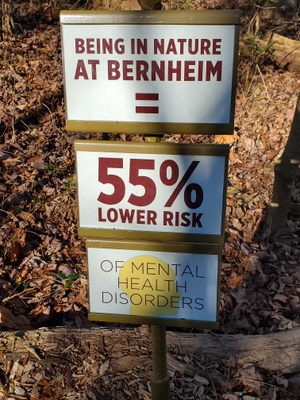 BEING IN NATURE
AT BERNHEIM
=
55%
LOWER RISK
OF MENTAL
HEALTH
DISORDERS